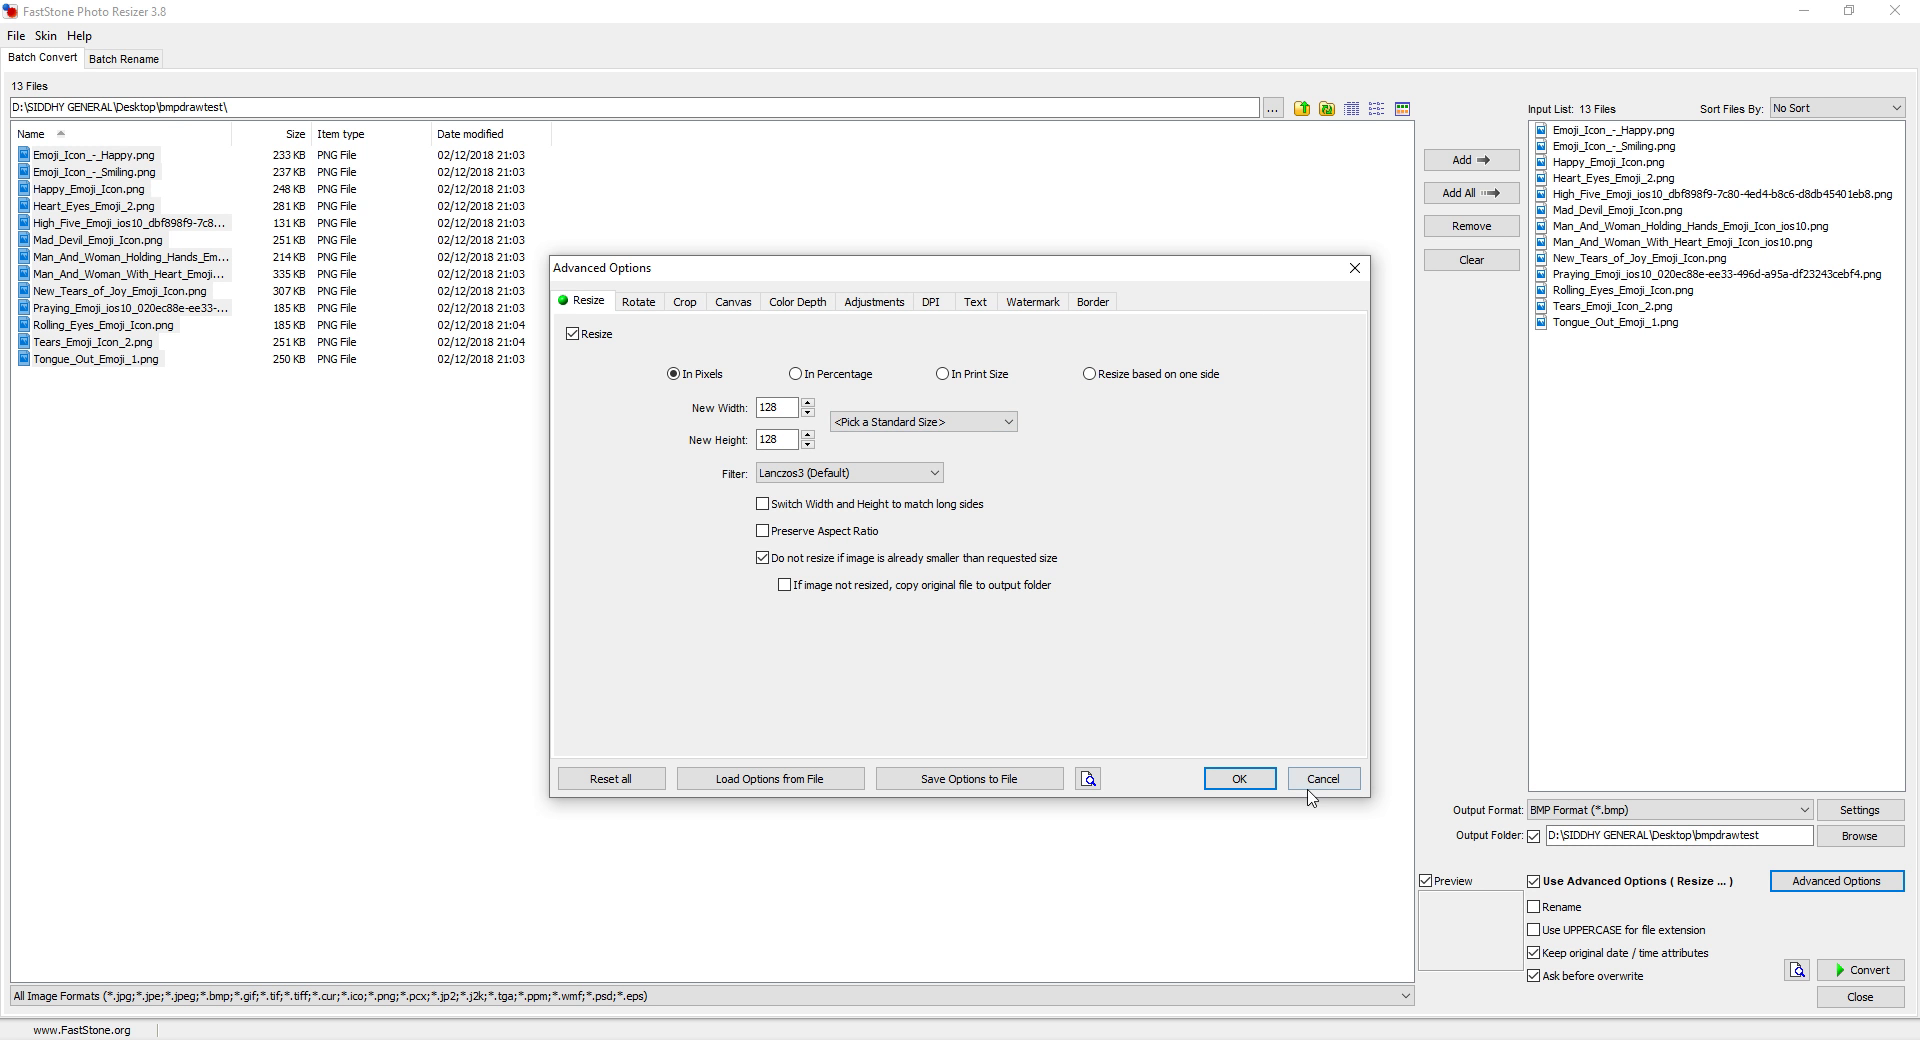 FastStone Photo Resizer 3.8
File Skin Help
Batch Convert Batch Rename
13 Files
D:\SIDDHY GENERAL\Desktop\bmpdrawtest\ ...
Name Size Item type Date modified
Emoji_Icon_-_Happy.png 233 KB PNG File 02/12/2018 21:03
Emoji_Icon_-_Smiling.png 237 KB PNG File 02/12/2018 21:03
Happy_Emoji_Icon.png 248 KB PNG File 02/12/2018 21:03
Heart_Eyes_Emoji_2.png 281 KB PNG File 02/12/2018 21:03
High_Five_Emoji_ios10_dbf898f9-7c8... 131 KB PNG File 02/12/2018 21:03
Mad_Devil_Emoji_Icon.png 251 KB PNG File 02/12/2018 21:03
Man_And_Woman_Holding_Hands_Em... 214 KB PNG File 02/12/2018 21:03
Man_And_Woman_With_Heart_Emoji... 335 KB PNG File 02/12/2018 21:03
New_Tears_of_Joy_Emoji_Icon.png 307 KB PNG File 02/12/2018 21:03
Praying_Emoji_ios10_020ec88e-ee33-... 185 KB PNG File 02/12/2018 21:03
Rolling_Eyes_Emoji_Icon.png 185 KB PNG File 02/12/2018 21:04
Tears_Emoji_Icon_2.png 251 KB PNG File 02/12/2018 21:04
Tongue_Out_Emoji_1.png 250 KB PNG File 02/12/2018 21:03
All Image Formats (*.jpg;*.jpe;*.jpeg;*.bmp;*.gif;*.tif;*.tiff;*.cur;*.ico;*.png;*.pcx;*.jp2;*.j2k;*.tga;*.ppm;*.wmf;*.psd;*.eps)
www.FastStone.org
Advanced Options
Resize Rotate Crop Canvas Color Depth Adjustments DPI Text Watermark Border
Resize
In Pixels In Percentage In Print Size Resize based on one side
New Width: 128
<Pick a Standard Size>
New Height: 128
Filter: Lanczos3 (Default)
Switch Width and Height to match long sides
Preserve Aspect Ratio
Do not resize if image is already smaller than requested size
If image not resized, copy original file to output folder
Reset all Load Options from File Save Options to File OK Cancel
Add
Add All
Remove
Clear
Input List: 13 Files Sort Files By: No Sort
Emoji_Icon_-_Happy.png
Emoji_Icon_-_Smiling.png
Happy_Emoji_Icon.png
Heart_Eyes_Emoji_2.png
High_Five_Emoji_ios10_dbf898f9-7c80-4ed4-b8c6-d8db45401eb8.png
Mad_Devil_Emoji_Icon.png
Man_And_Woman_Holding_Hands_Emoji_Icon_ios10.png
Man_And_Woman_With_Heart_Emoji_Icon_ios10.png
New_Tears_of_Joy_Emoji_Icon.png
Praying_Emoji_ios10_020ec88e-ee33-496d-a95a-df23243cebf4.png
Rolling_Eyes_Emoji_Icon.png
Tears_Emoji_Icon_2.png
Tongue_Out_Emoji_1.png
Output Format: BMP Format (*.bmp) Settings
Output Folder: D:\SIDDHY GENERAL\Desktop\bmpdrawtest Browse
Preview Use Advanced Options ( Resize ... ) Advanced Options
Rename
Use UPPERCASE for file extension
Keep original date / time attributes
Ask before overwrite
Convert
Close